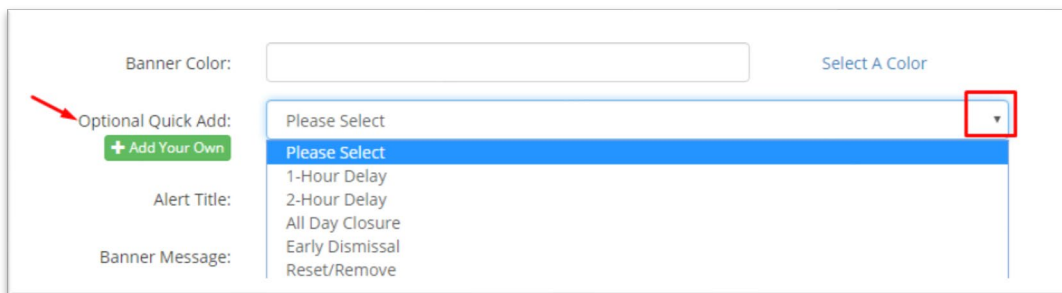 Banner Color:
Select A Color
Optional Quick Add:
Please Select
+ Add Your Own
Please Select
1-Hour Delay
Alert Title:
2-Hour Delay
All Day Closure
Banner Message:
Early Dismissal
Reset/Remove